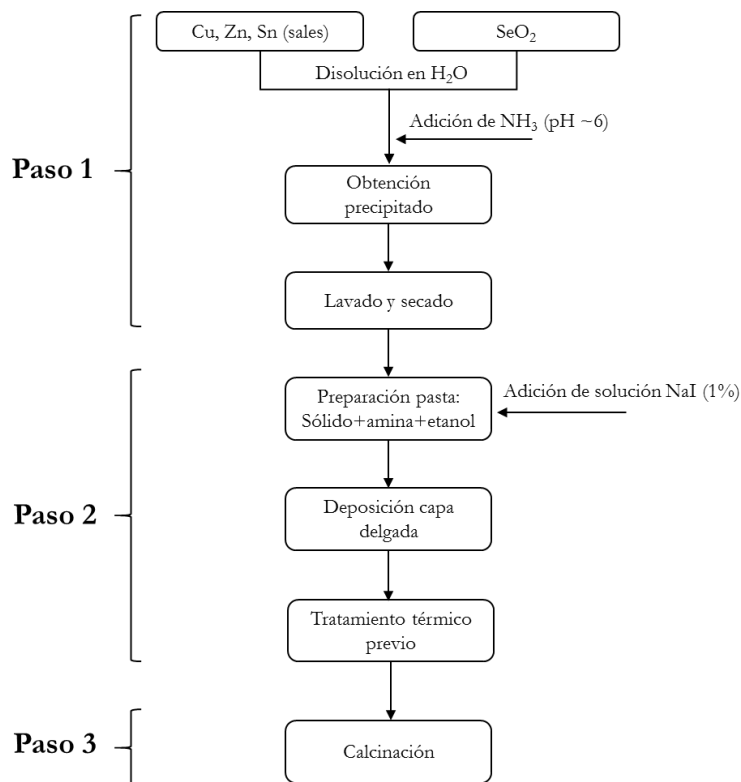 Cu, Zn, Sn (sales)
SeO₂
Disolución en H₂O
Adición de NH₃ (pH ~6)
Paso 1
Obtención
precipitado
Lavado y secado
Preparación pasta:
Sólido+amina+etanol
Adición de solución NaI (1%)
Paso 2
Deposición capa
delgada
Tratamiento térmico
previo
Paso 3
Calcinación